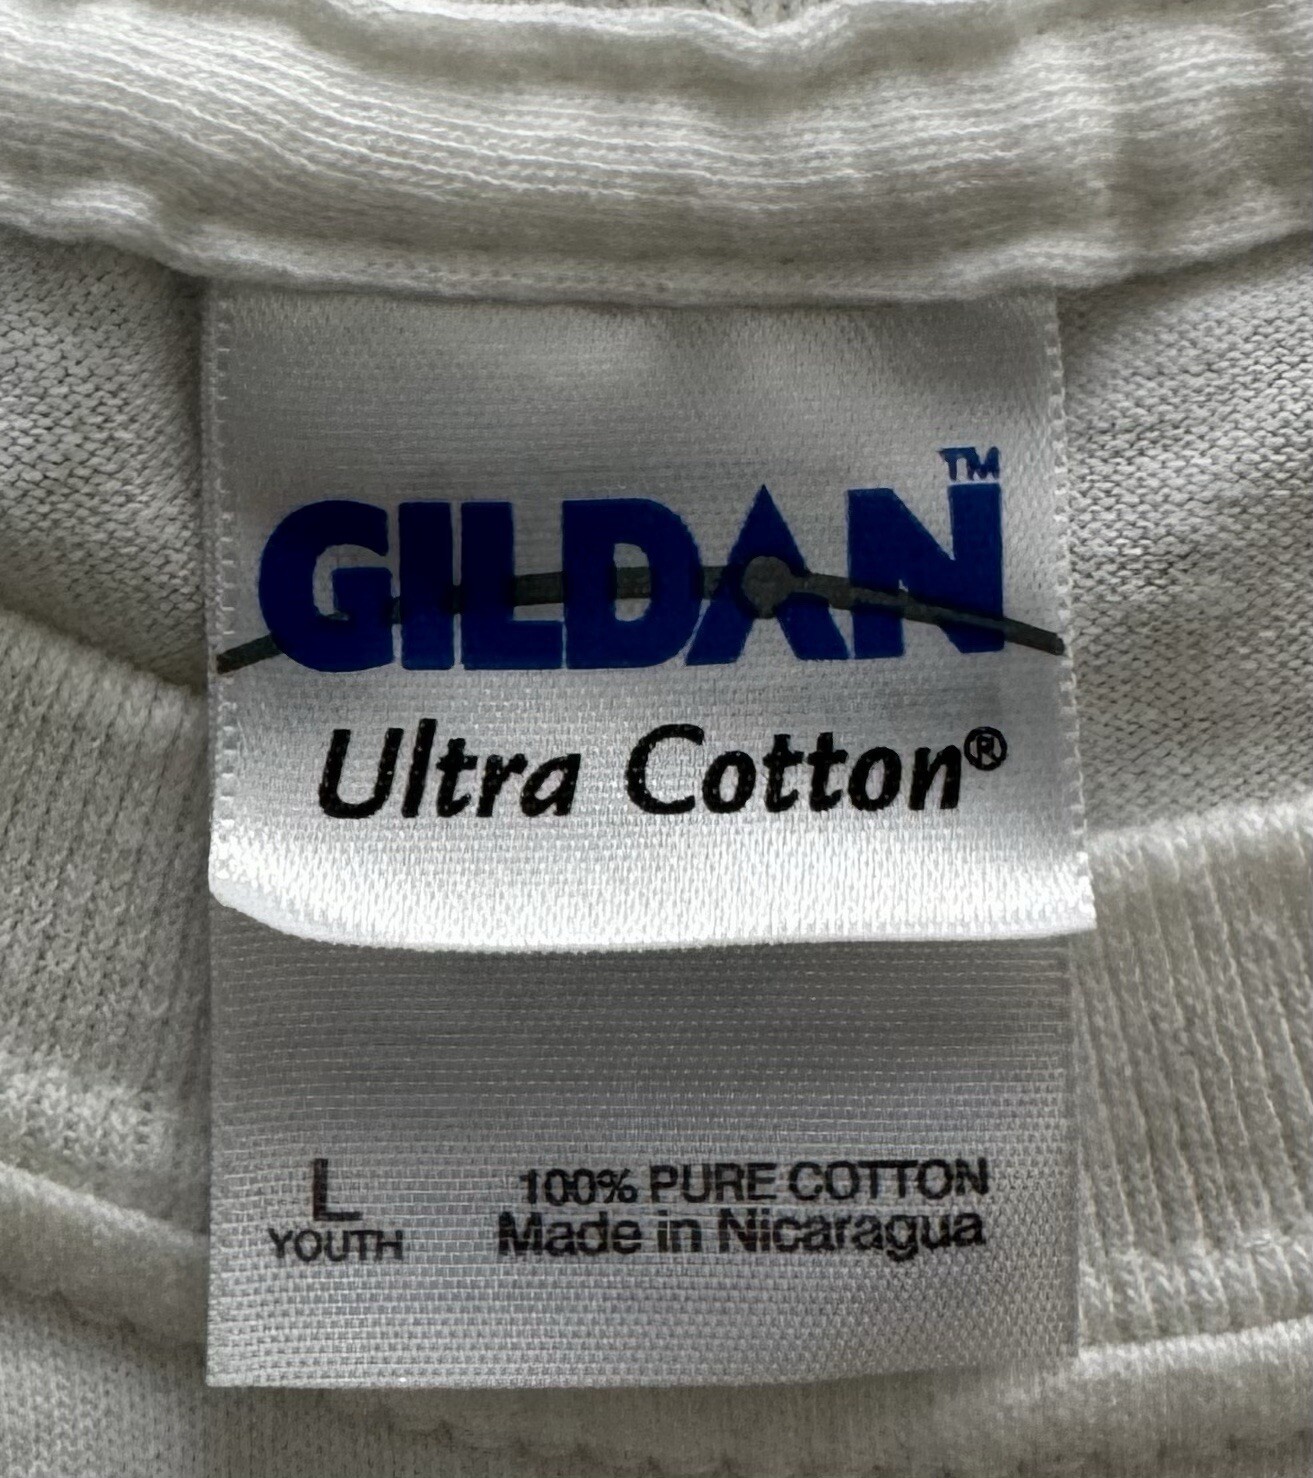 GILDAN™
Ultra Cotton®
L
YOUTH
100% PURE COTTON
Made in Nicaragua